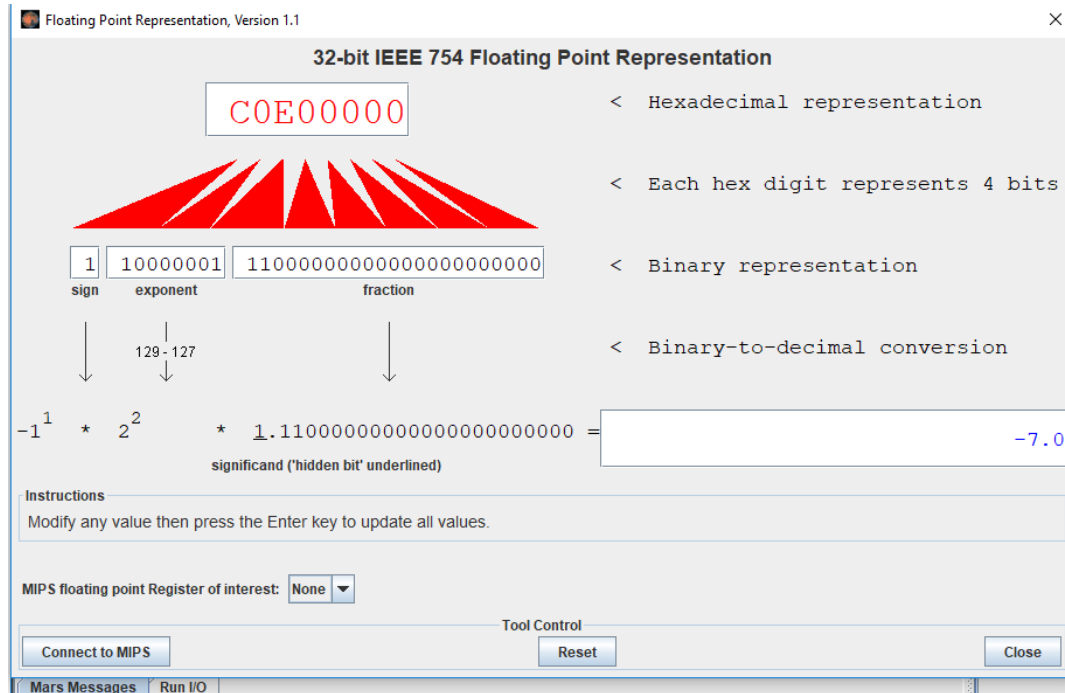 Floating Point Representation, Version 1.1
32-bit IEEE 754 Floating Point Representation
C0E00000 < Hexadecimal representation
< Each hex digit represents 4 bits
1 10000001 11000000000000000000000 < Binary representation
sign exponent fraction
129 - 127 < Binary-to-decimal conversion
-1^1 * 2^2 * 1.11000000000000000000000 = -7.0
significand ('hidden bit' underlined)
Instructions
Modify any value then press the Enter key to update all values.
MIPS floating point Register of interest: None
Tool Control
Connect to MIPS Reset Close
Mars Messages Run I/O